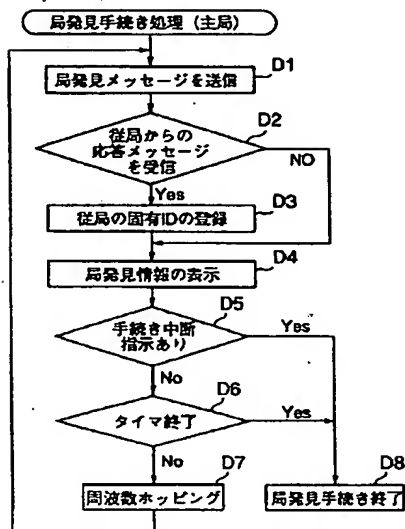 局発見手続き処理（主局）
D1
局発見メッセージを送信
D2
従局からの
応答メッセージ
を受信
NO
Yes
D3
従局の固有IDの登録
D4
局発見情報の表示
D5
手続き中断
指示あり
Yes
No
D6
タイマ終了
Yes
No
D7
周波数ホッピング
D8
局発見手続き終了